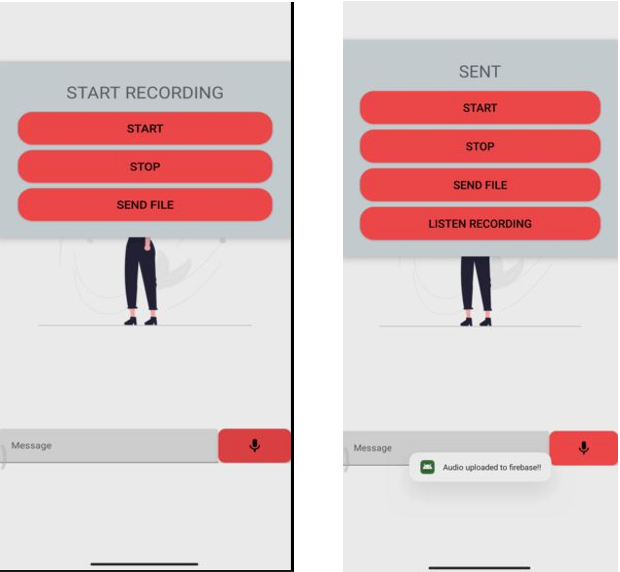 START RECORDING
START
STOP
SEND FILE
Message
SENT
START
STOP
SEND FILE
LISTEN RECORDING
Message
Audio uploaded to firebase!!